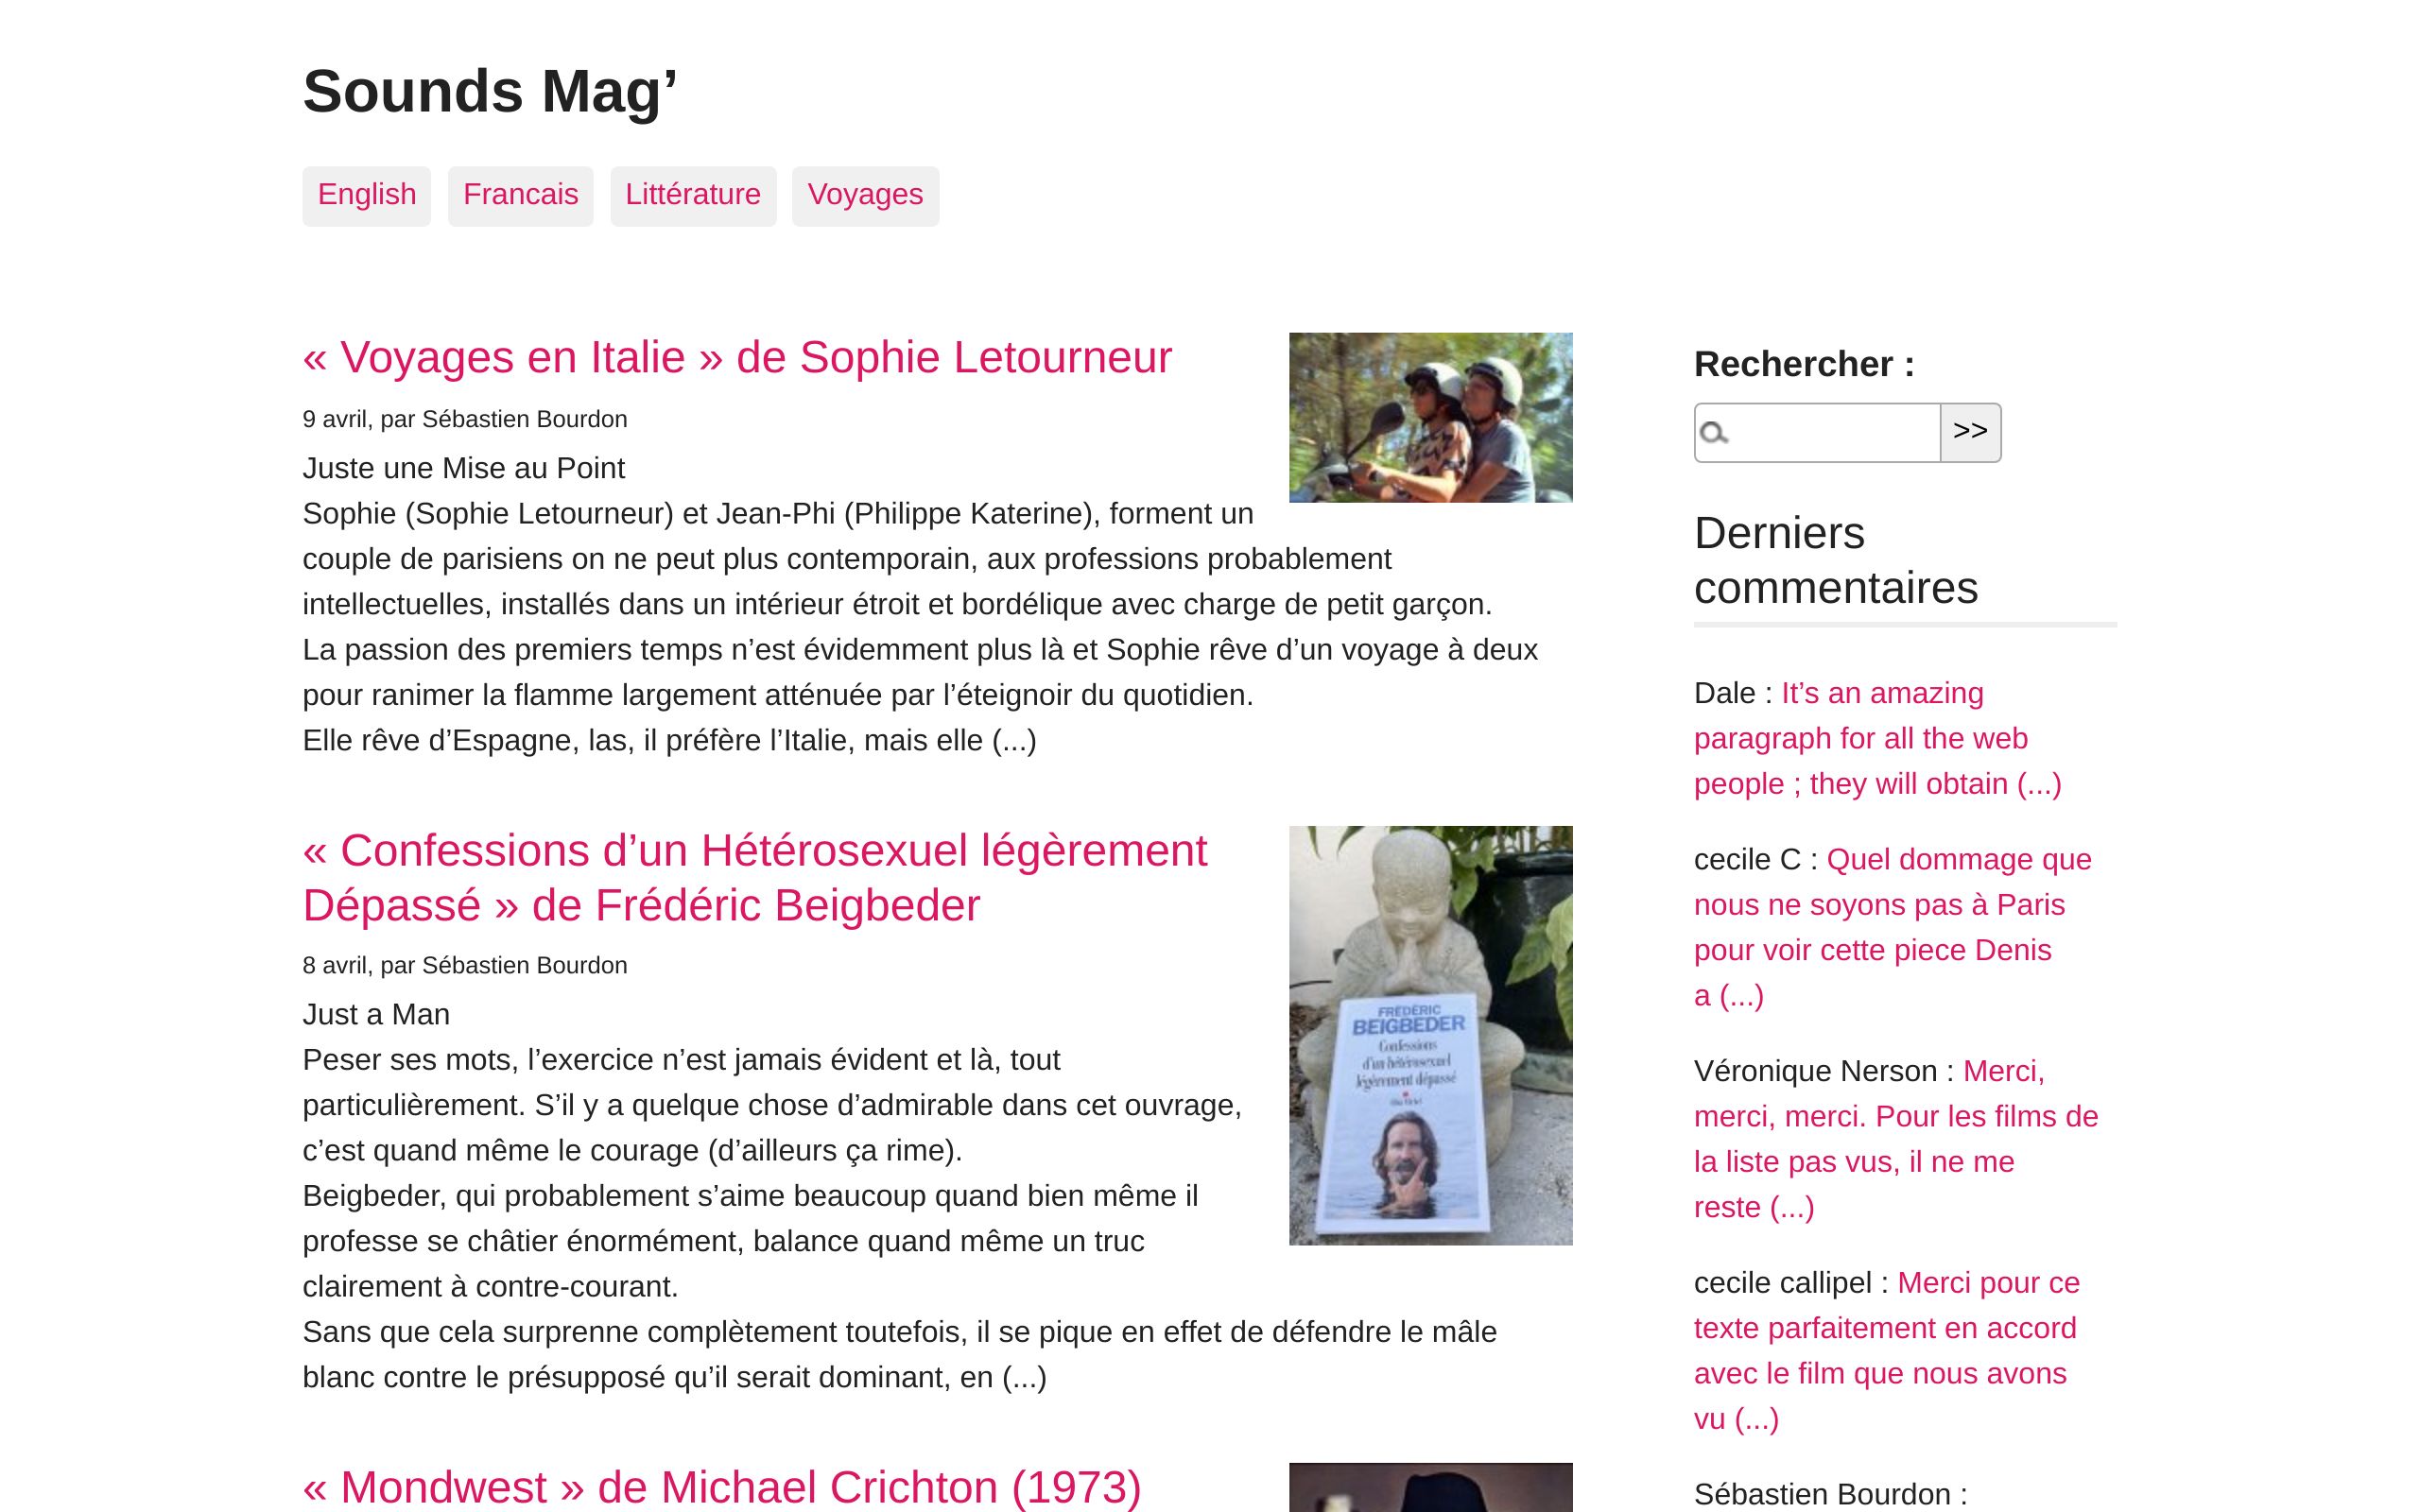 Sounds Mag’
English
Francais
Littérature
Voyages
« Voyages en Italie » de Sophie Letourneur
9 avril, par Sébastien Bourdon
Juste une Mise au Point
Sophie (Sophie Letourneur) et Jean-Phi (Philippe Katerine), forment un
couple de parisiens on ne peut plus contemporain, aux professions probablement
intellectuelles, installés dans un intérieur étroit et bordélique avec charge de petit garçon.
La passion des premiers temps n’est évidemment plus là et Sophie rêve d’un voyage à deux
pour ranimer la flamme largement atténuée par l’éteignoir du quotidien.
Elle rêve d’Espagne, las, il préfère l’Italie, mais elle (...)
« Confessions d’un Hétérosexuel légèrement
Dépassé » de Frédéric Beigbeder
8 avril, par Sébastien Bourdon
Just a Man
Peser ses mots, l’exercice n’est jamais évident et là, tout
particulièrement. S’il y a quelque chose d’admirable dans cet ouvrage,
c’est quand même le courage (d’ailleurs ça rime).
Beigbeder, qui probablement s’aime beaucoup quand bien même il
professe se châtier énormément, balance quand même un truc
clairement à contre-courant.
Sans que cela surprenne complètement toutefois, il se pique en effet de défendre le mâle
blanc contre le présupposé qu’il serait dominant, en (...)
FRÉDÉRIC
BEIGBEDER
Confessions
d’un hétérosexuel
légèrement dépassé
« Mondwest » de Michael Crichton (1973)
Rechercher :
>>
Derniers
commentaires
Dale : It’s an amazing
paragraph for all the web
people ; they will obtain (...)
cecile C : Quel dommage que
nous ne soyons pas à Paris
pour voir cette piece Denis
a (...)
Véronique Nerson : Merci,
merci, merci. Pour les films de
la liste pas vus, il ne me
reste (...)
cecile callipel : Merci pour ce
texte parfaitement en accord
avec le film que nous avons
vu (...)
Sébastien Bourdon :